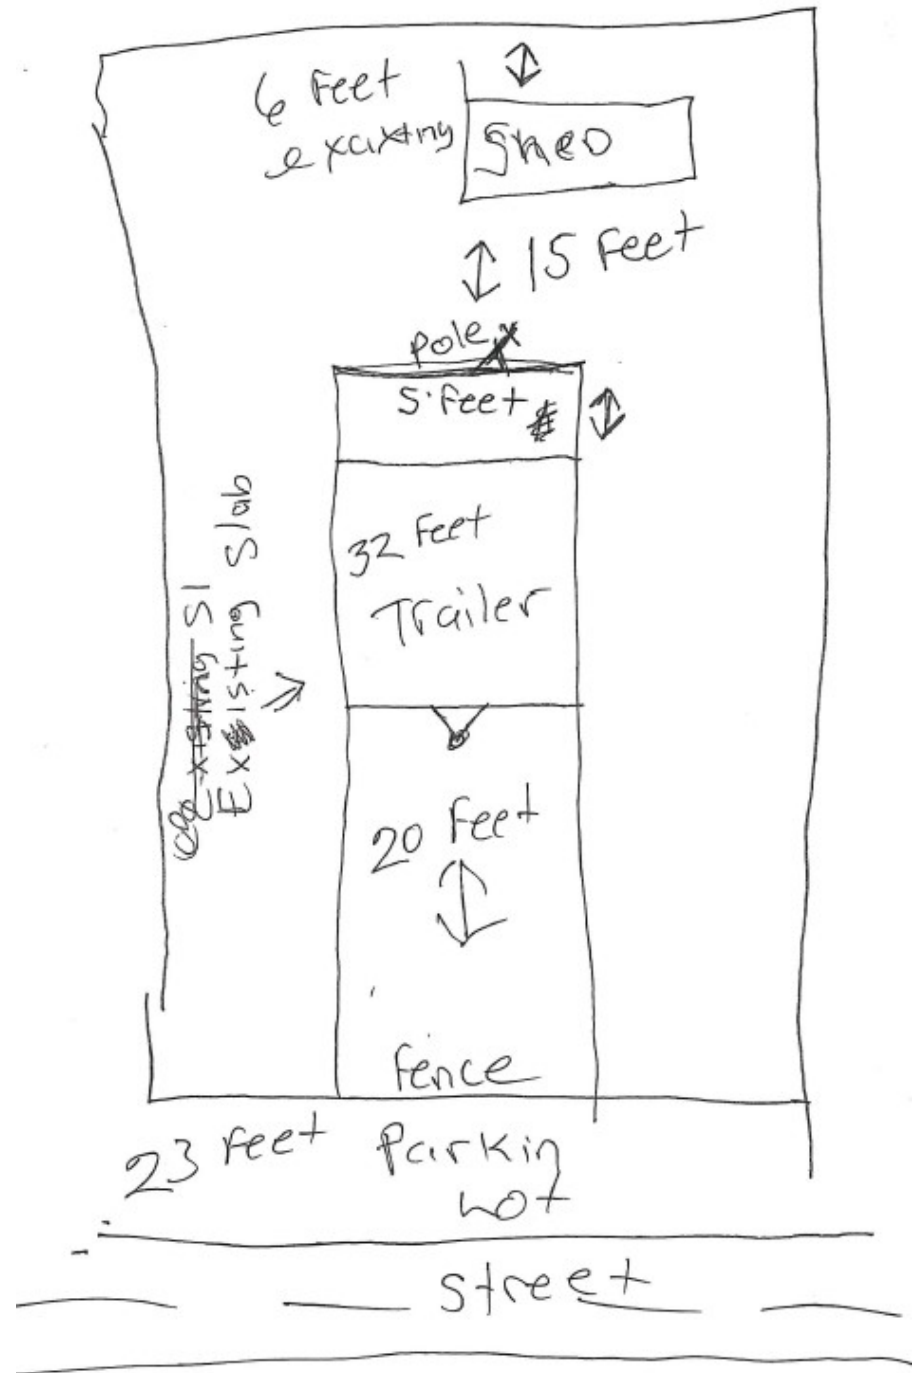 6 Feet
exaxting
Shed
15 Feet
pole x
5 Feet
32 Feet
Trailer
Existing Slab
20 Feet
Fence
23 Feet
Parkin
Lot
Street